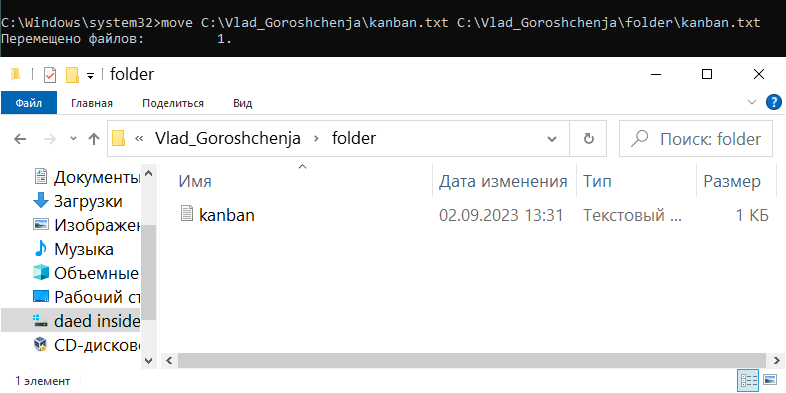 C:\Windows\system32>move C:\Vlad_Goroshchenja\kanban.txt C:\Vlad_Goroshchenja\folder\kanban.txt
Перемещено файлов:         1.
folder
Файл Главная Поделиться Вид
« Vlad_Goroshchenja › folder
Поиск: folder
Документы
Загрузки
Изображен
Музыка
Объемные
Рабочий ст
daed inside
CD-дисково
Имя Дата изменения Тип Размер
kanban 02.09.2023 13:31 Текстовый ... 1 КБ
1 элемент